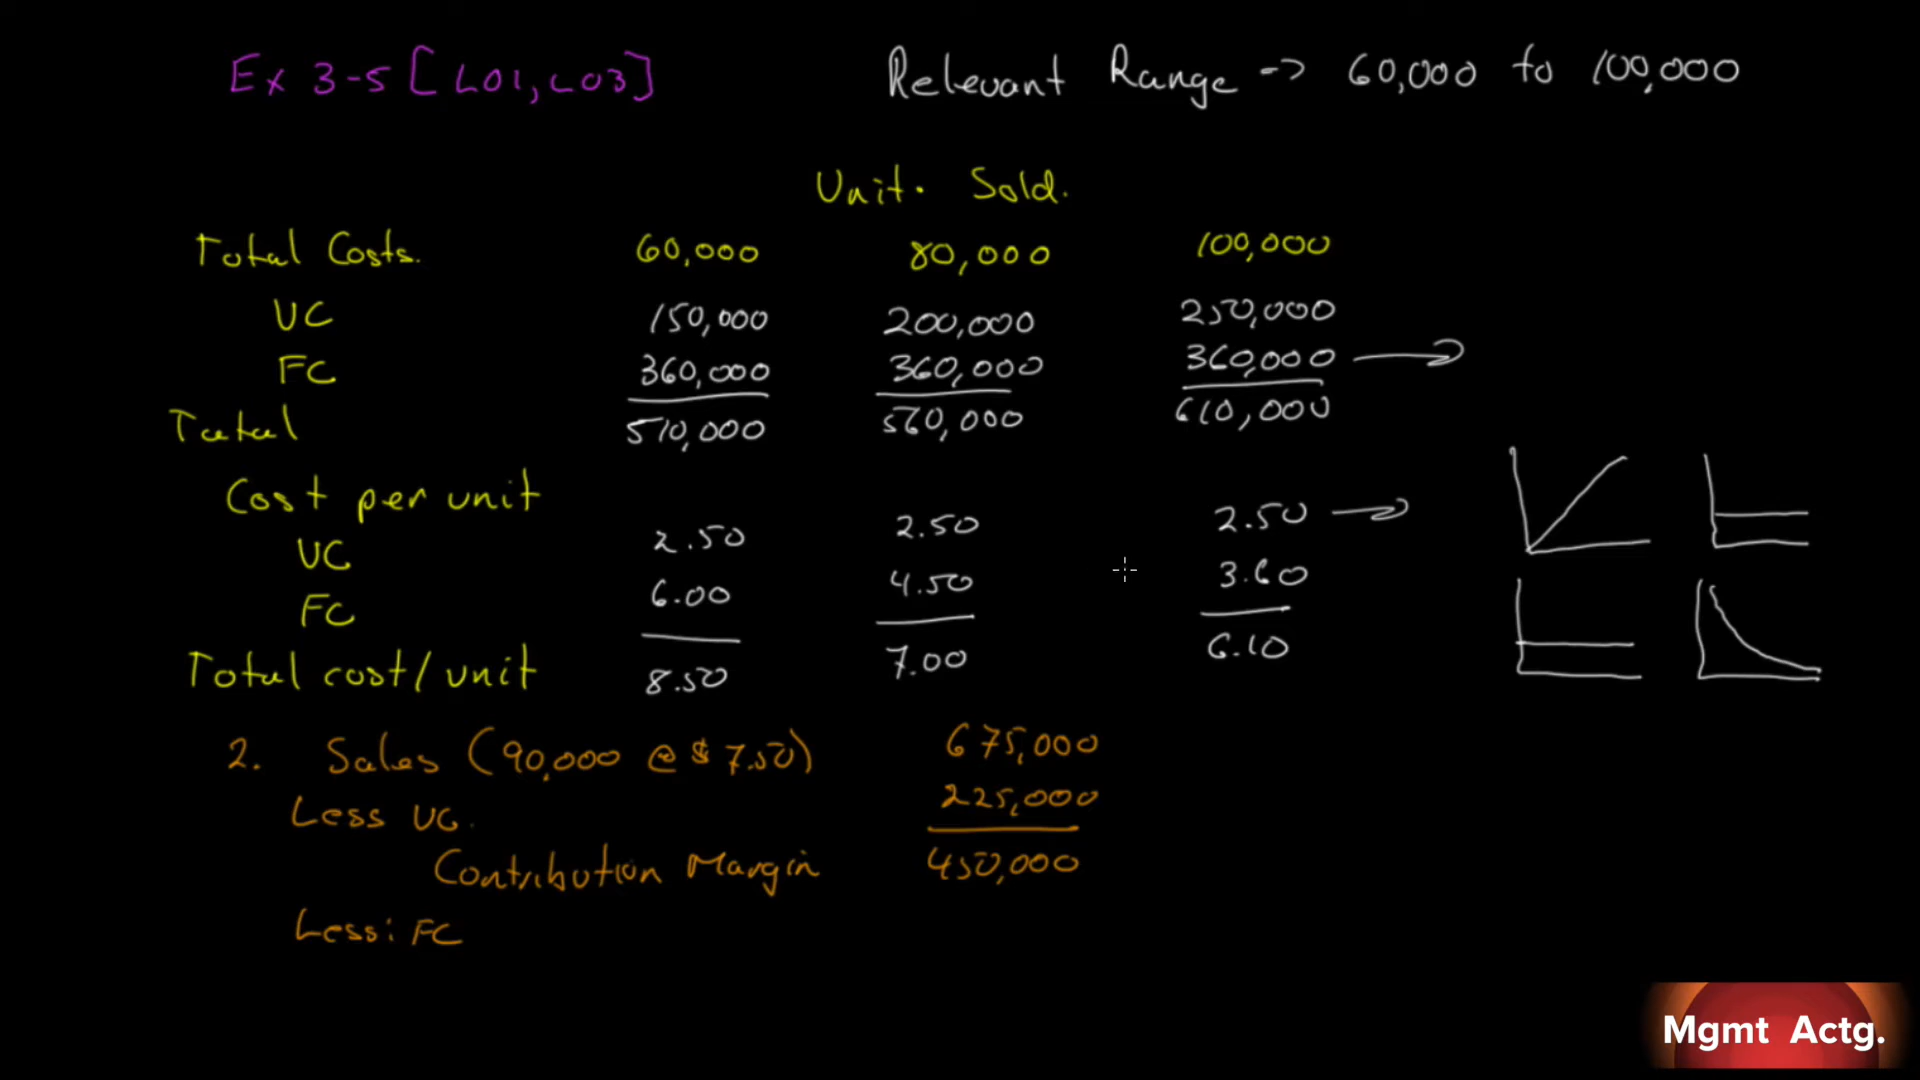 Ex 3-5 [LO1, LO3]
Relevant Range -> 60,000 to 100,000
Unit. Sold.
Total Costs. 60,000 80,000 100,000
VC 150,000 200,000 250,000
FC 360,000 360,000 360,000
Total 510,000 560,000 610,000
Cost per unit
VC 2.50 2.50 2.50
FC 6.00 4.50 3.60
Total cost/unit 8.50 7.00 6.10
2. Sales (90,000 @ $7.50) 675,000
Less VC. 225,000
Contribution Margin 450,000
Less: FC
Mgmt Actg.